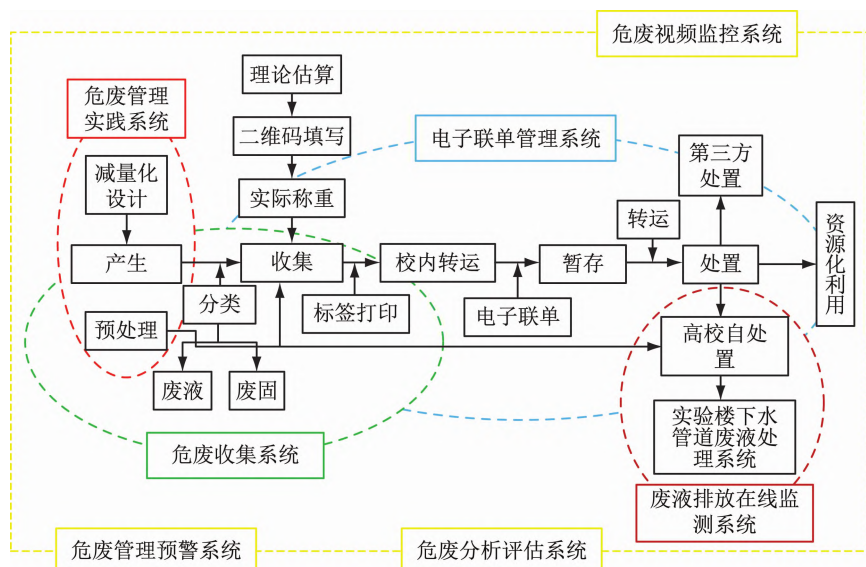 危废视频监控系统
理论估算
危废管理
实践系统
二维码填写
电子联单管理系统
第三方
处置
减量化
设计
实际称重
转运
资源化利用
产生
收集
校内转运
暂存
处置
分类
标签打印
电子联单
预处理
高校自处
置
废液
废固
实验楼下水
管道废液处
理系统
危废收集系统
废液排放在线监
测系统
危废管理预警系统
危废分析评估系统